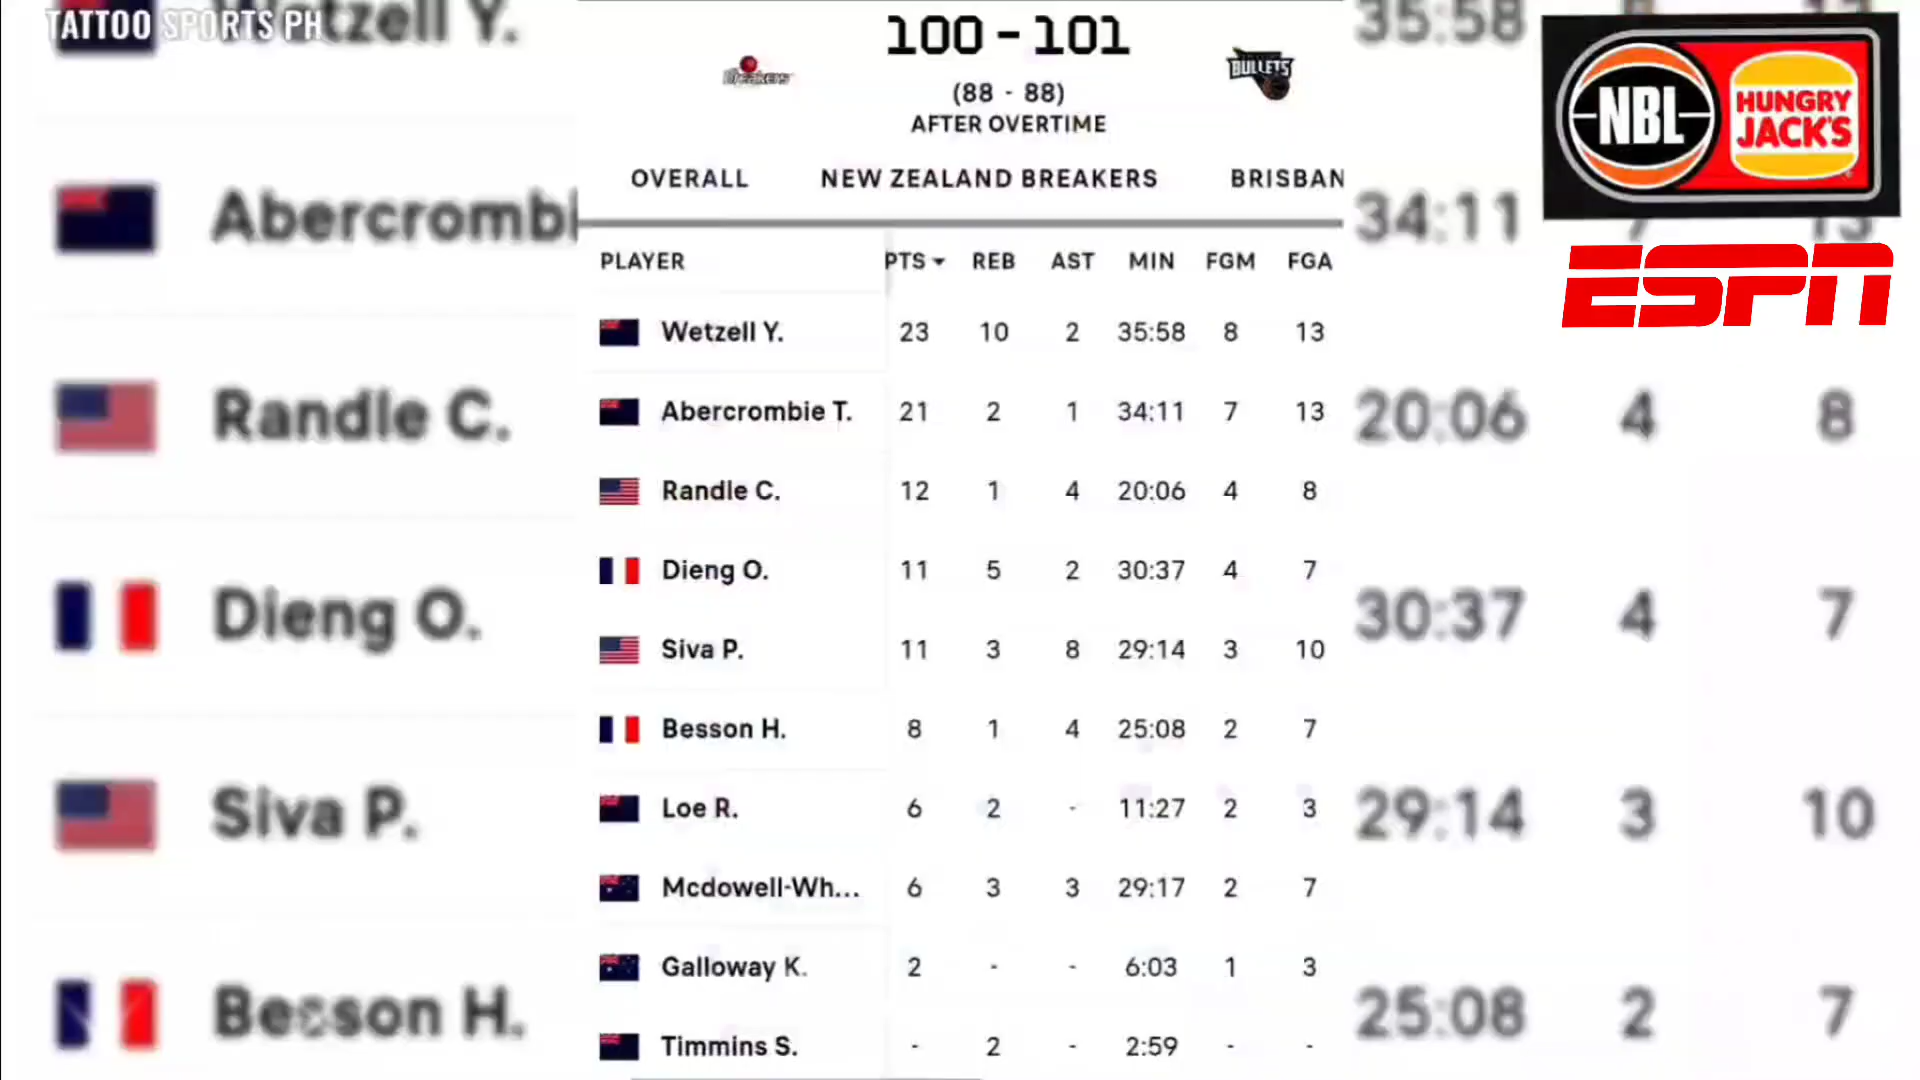 TATTOO SPORTS PH
Wetzell Y.
35:58
Abercrombi
34:11
7
13
Randle C.
20:06 4 8
Dieng O.
30:37 4 7
Siva P.
29:14 3 10
Besson H.
25:08 2 7
100 - 101
Breakers
BULLETS
(88 - 88)
AFTER OVERTIME
OVERALL NEW ZEALAND BREAKERS BRISBAN
PLAYER PTS REB AST MIN FGM FGA
Wetzell Y. 23 10 2 35:58 8 13
Abercrombie T. 21 2 1 34:11 7 13
Randle C. 12 1 4 20:06 4 8
Dieng O. 11 5 2 30:37 4 7
Siva P. 11 3 8 29:14 3 10
Besson H. 8 1 4 25:08 2 7
Loe R. 6 2 - 11:27 2 3
Mcdowell-Wh... 6 3 3 29:17 2 7
Galloway K. 2 - - 6:03 1 3
Timmins S. - 2 - 2:59 - -
NBL
HUNGRY
JACK'S
ESPN